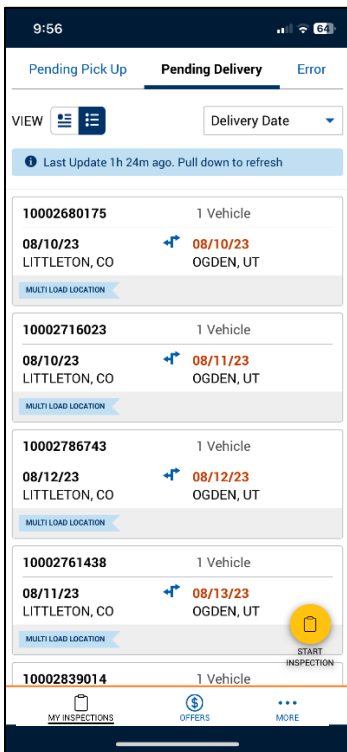 9:56
64
Pending Pick Up Pending Delivery Error
VIEW Delivery Date
Last Update 1h 24m ago. Pull down to refresh
10002680175 1 Vehicle
08/10/23 08/10/23
LITTLETON, CO OGDEN, UT
MULTI LOAD LOCATION
10002716023 1 Vehicle
08/10/23 08/11/23
LITTLETON, CO OGDEN, UT
MULTI LOAD LOCATION
10002786743 1 Vehicle
08/12/23 08/12/23
LITTLETON, CO OGDEN, UT
MULTI LOAD LOCATION
10002761438 1 Vehicle
08/11/23 08/13/23
LITTLETON, CO OGDEN, UT
MULTI LOAD LOCATION
START
INSPECTION
10002839014 1 Vehicle
MY INSPECTIONS OFFERS MORE